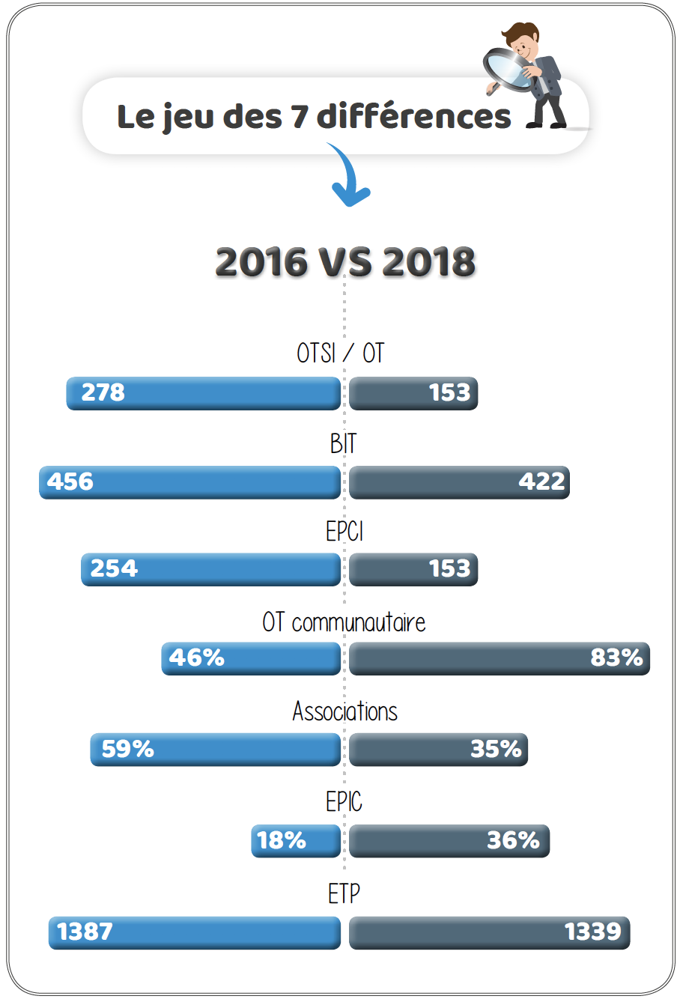 Le jeu des 7 différences
2016 VS 2018
OTSI / OT
278 153
BIT
456 422
EPCI
254 153
OT communautaire
46% 83%
Associations
59% 35%
EPIC
18% 36%
ETP
1387 1339